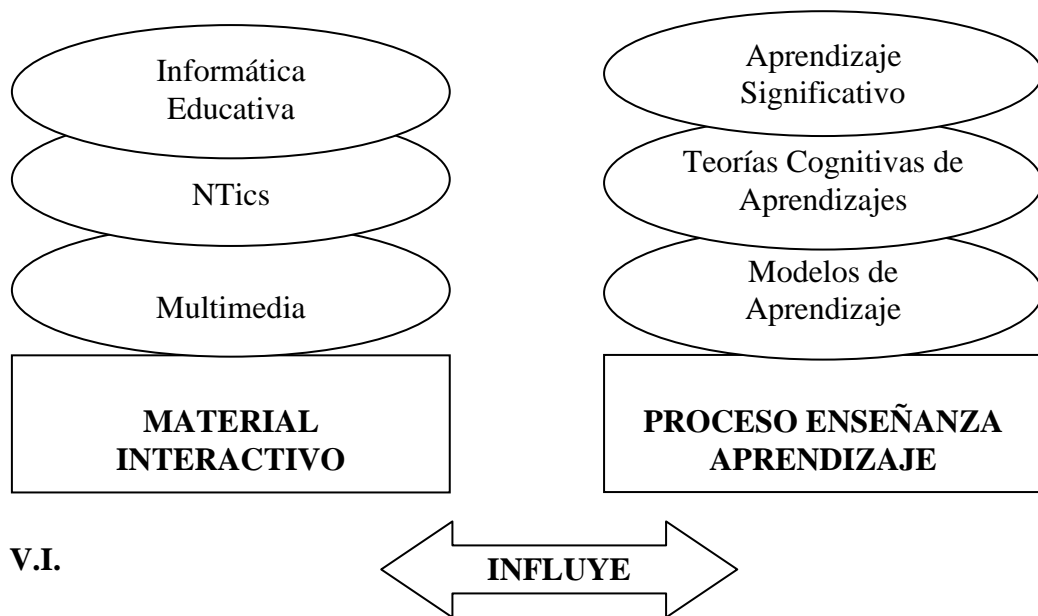 Informática
Educativa
NTics
Multimedia
MATERIAL
INTERACTIVO
Aprendizaje
Significativo
Teorías Cognitivas de
Aprendizajes
Modelos de
Aprendizaje
PROCESO ENSEÑANZA
APRENDIZAJE
V.I.
INFLUYE